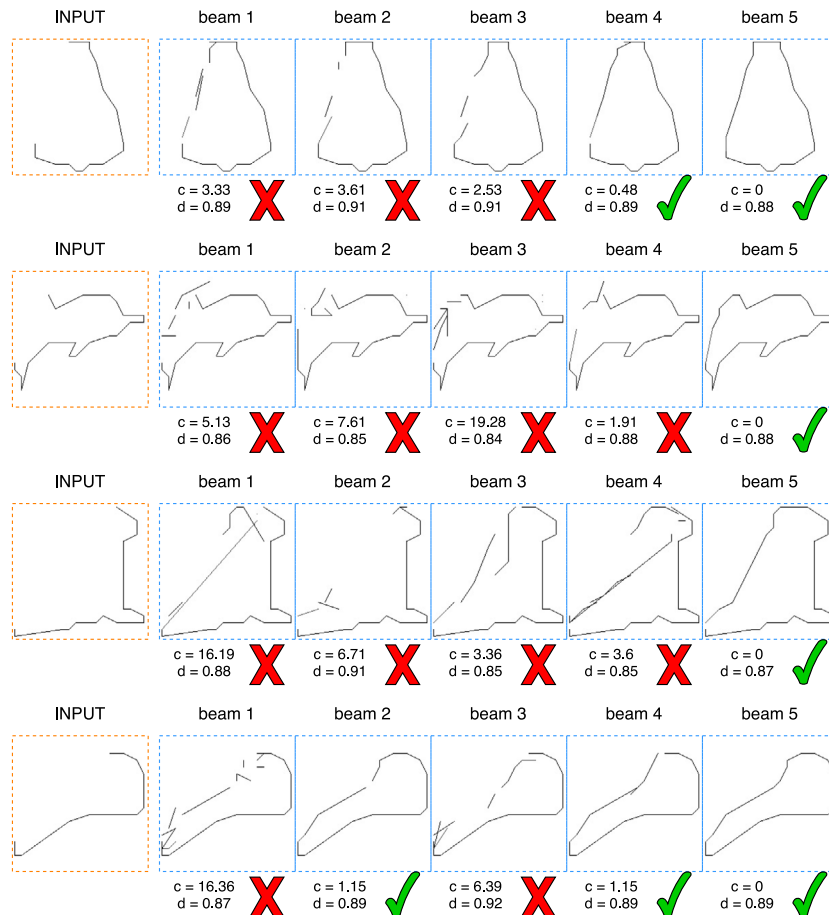 INPUT beam 1 beam 2 beam 3 beam 4 beam 5
c = 3.33 c = 3.61 c = 2.53 c = 0.48 c = 0
d = 0.89 d = 0.91 d = 0.91 d = 0.89 d = 0.88
INPUT beam 1 beam 2 beam 3 beam 4 beam 5
c = 5.13 c = 7.61 c = 19.28 c = 1.91 c = 0
d = 0.86 d = 0.85 d = 0.84 d = 0.88 d = 0.88
INPUT beam 1 beam 2 beam 3 beam 4 beam 5
c = 16.19 c = 6.71 c = 3.36 c = 3.6 c = 0
d = 0.88 d = 0.91 d = 0.85 d = 0.85 d = 0.87
INPUT beam 1 beam 2 beam 3 beam 4 beam 5
c = 16.36 c = 1.15 c = 6.39 c = 1.15 c = 0
d = 0.87 d = 0.89 d = 0.92 d = 0.89 d = 0.89